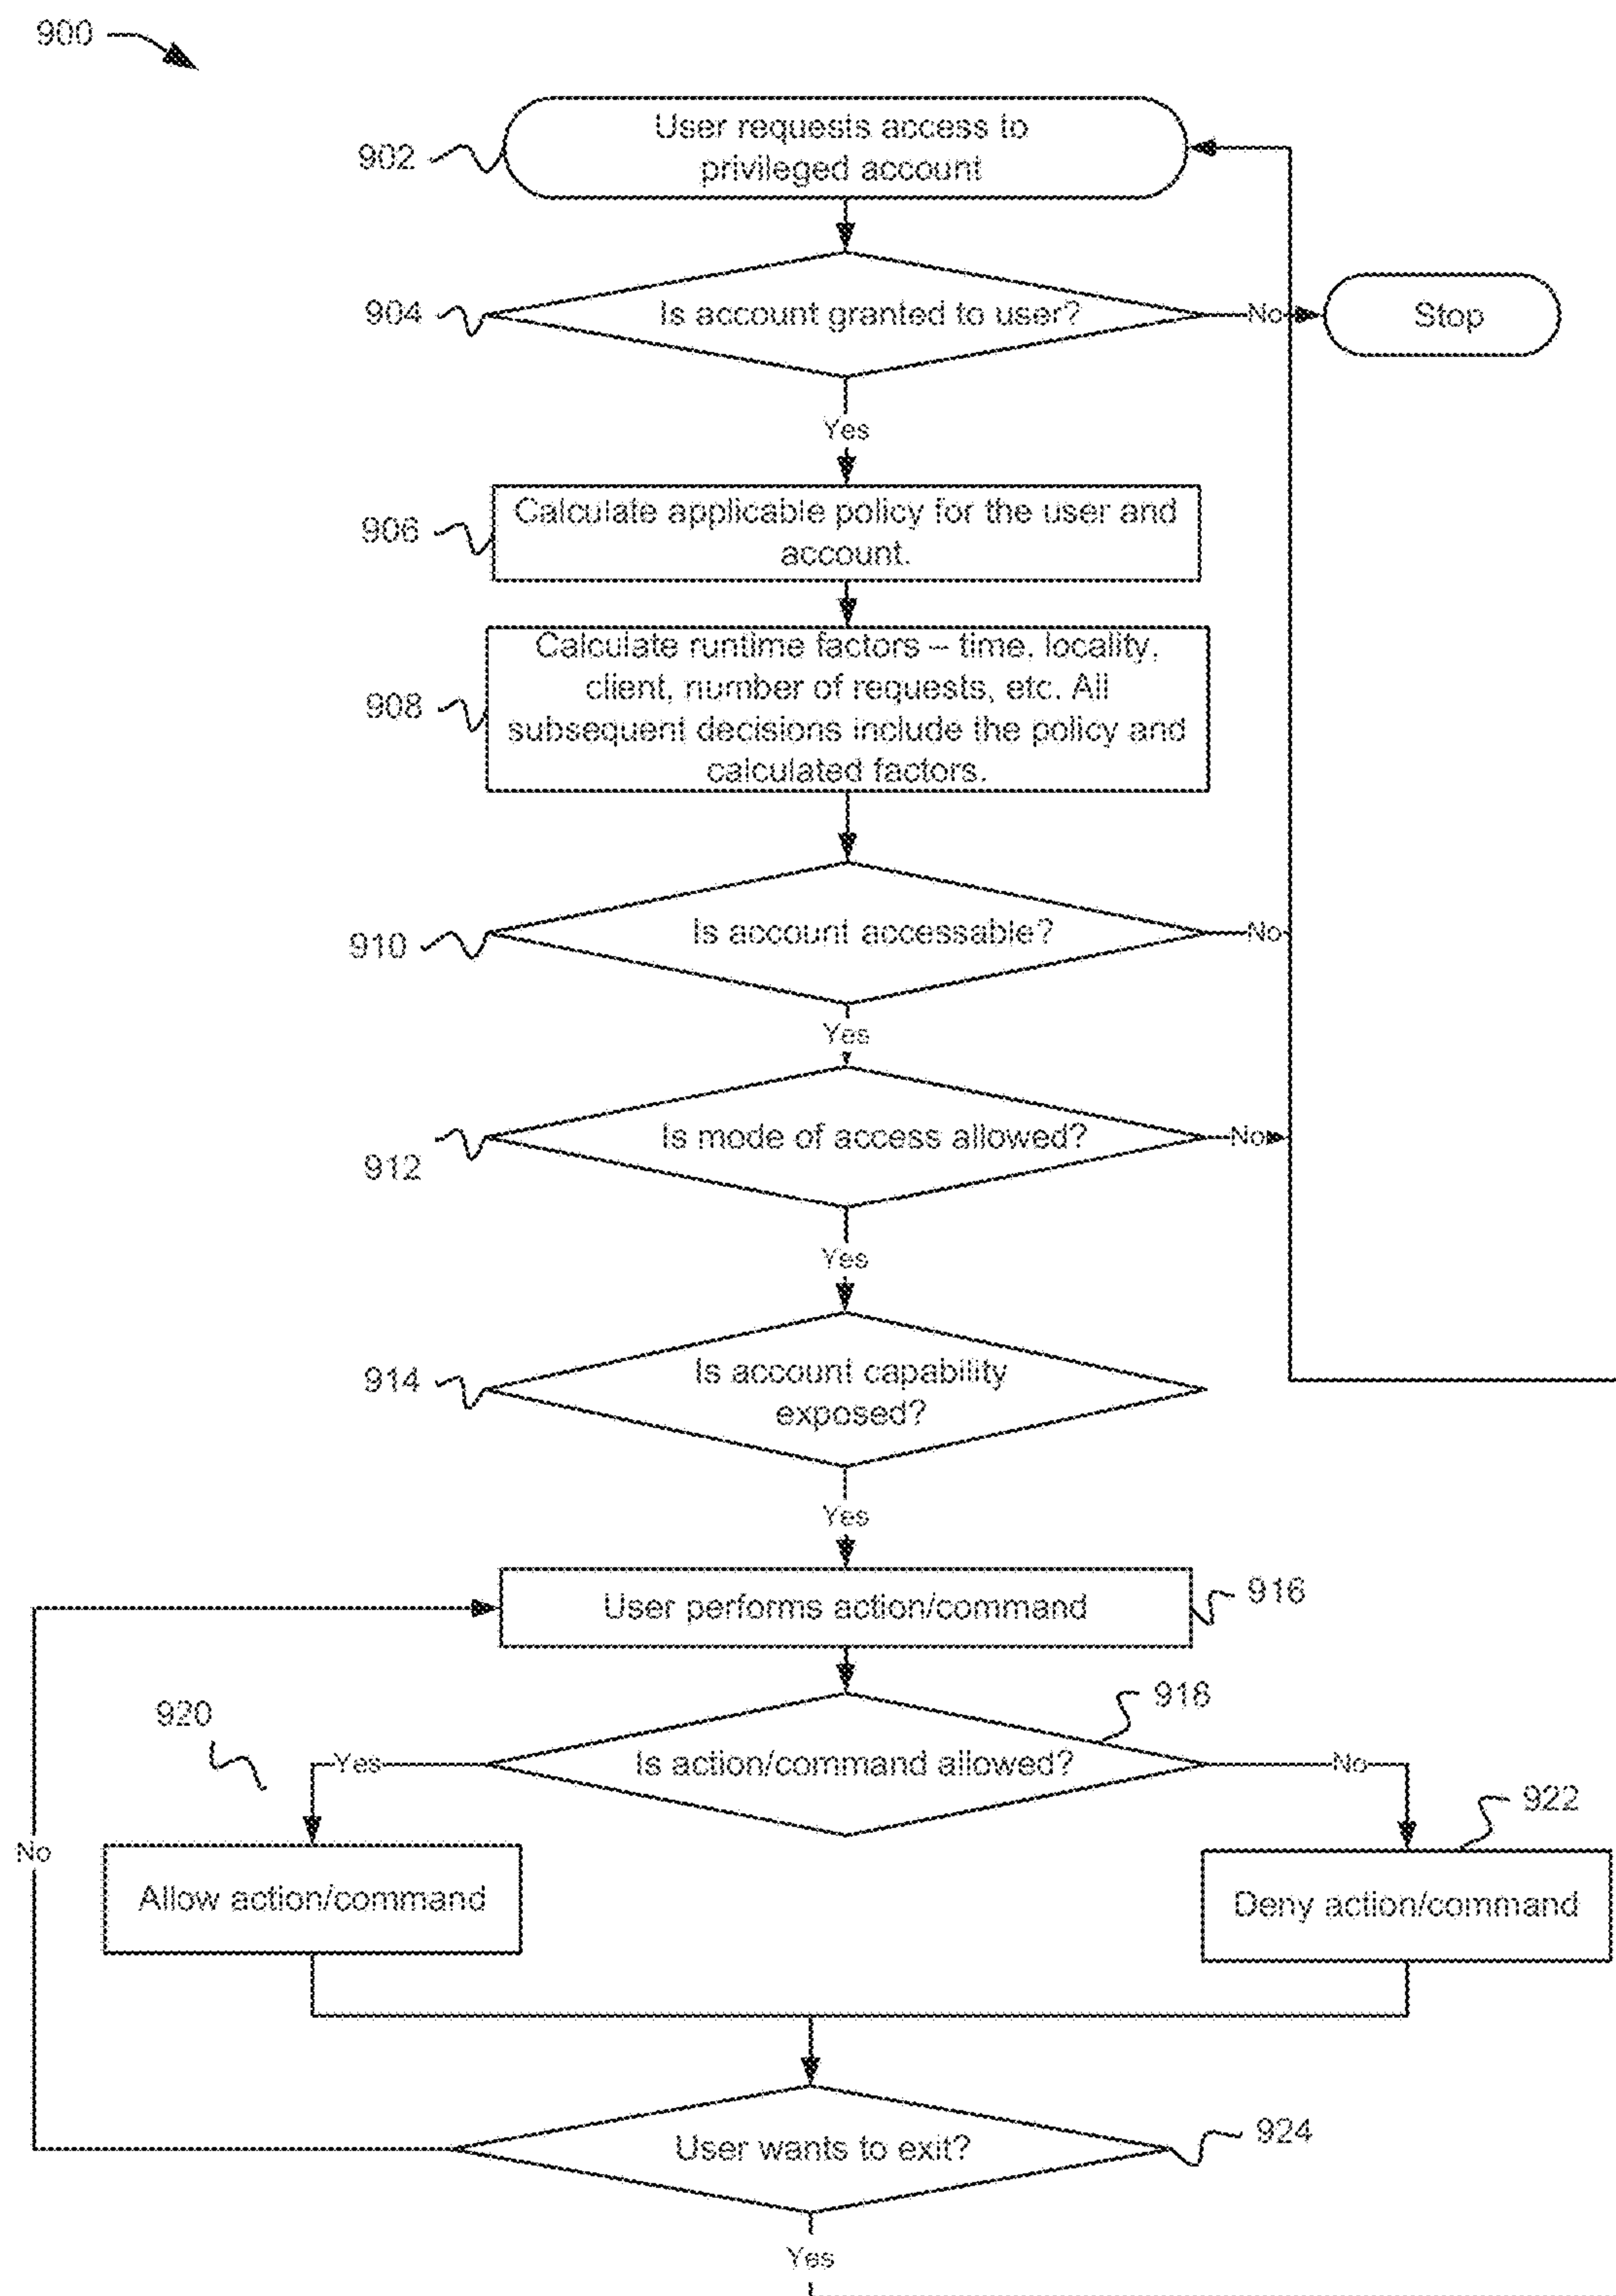 900
User requests access to
privileged account
902
Is account granted to user?
904
No
Stop
Yes
Calculate applicable policy for the user and
account.
906
Calculate runtime factors – time, locality,
client, number of requests, etc. All
subsequent decisions include the policy and
calculated factors.
908
Is account accessable?
910
No
Yes
Is mode of access allowed?
912
No
Yes
Is account capability
exposed?
914
Yes
User performs action/command
916
918
920
Yes
Is action/command allowed?
No
922
No
Allow action/command
Deny action/command
User wants to exit?
924
Yes